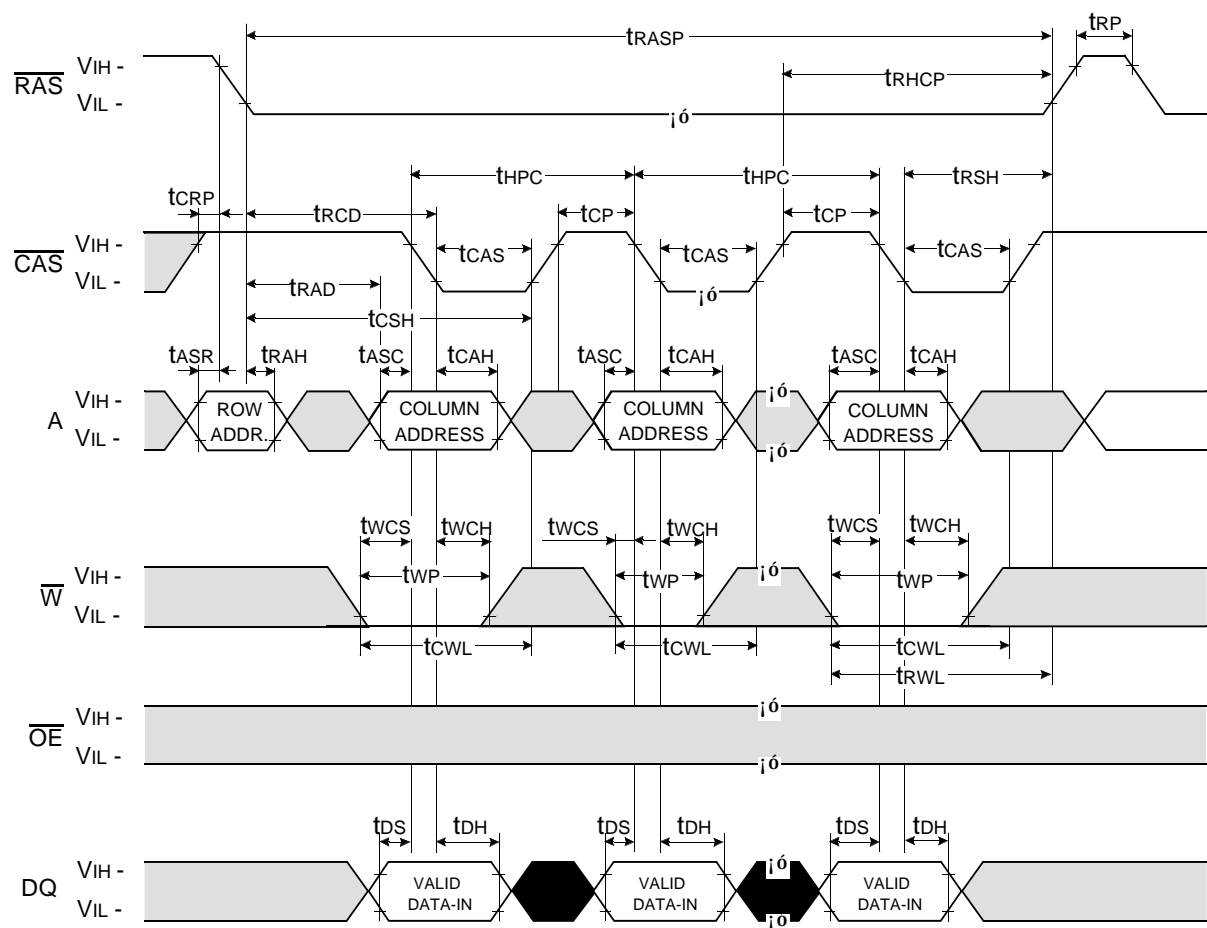 tRASP tRP
RAS VIH -
VIL -
tRHCP
¡ó
tHPC tHPC tRSH
tCRP tRCD tCP tCP
CAS VIH -
VIL -
tCAS tCAS tCAS
tRAD
¡ó
tCSH
tASR tRAH tASC tCAH tASC tCAH tASC tCAH
A VIH -
VIL -
ROW
ADDR.
COLUMN
ADDRESS
COLUMN
ADDRESS
¡ó
¡ó
COLUMN
ADDRESS
tWCS tWCH tWCS tWCH tWCS tWCH
W VIH -
VIL -
tWP tWP ¡ó tWP
tCWL tCWL tCWL
tRWL
OE VIH -
VIL -
¡ó
¡ó
tDS tDH tDS tDH tDS tDH
DQ VIH -
VIL -
VALID
DATA-IN
VALID
DATA-IN
¡ó
¡ó
VALID
DATA-IN